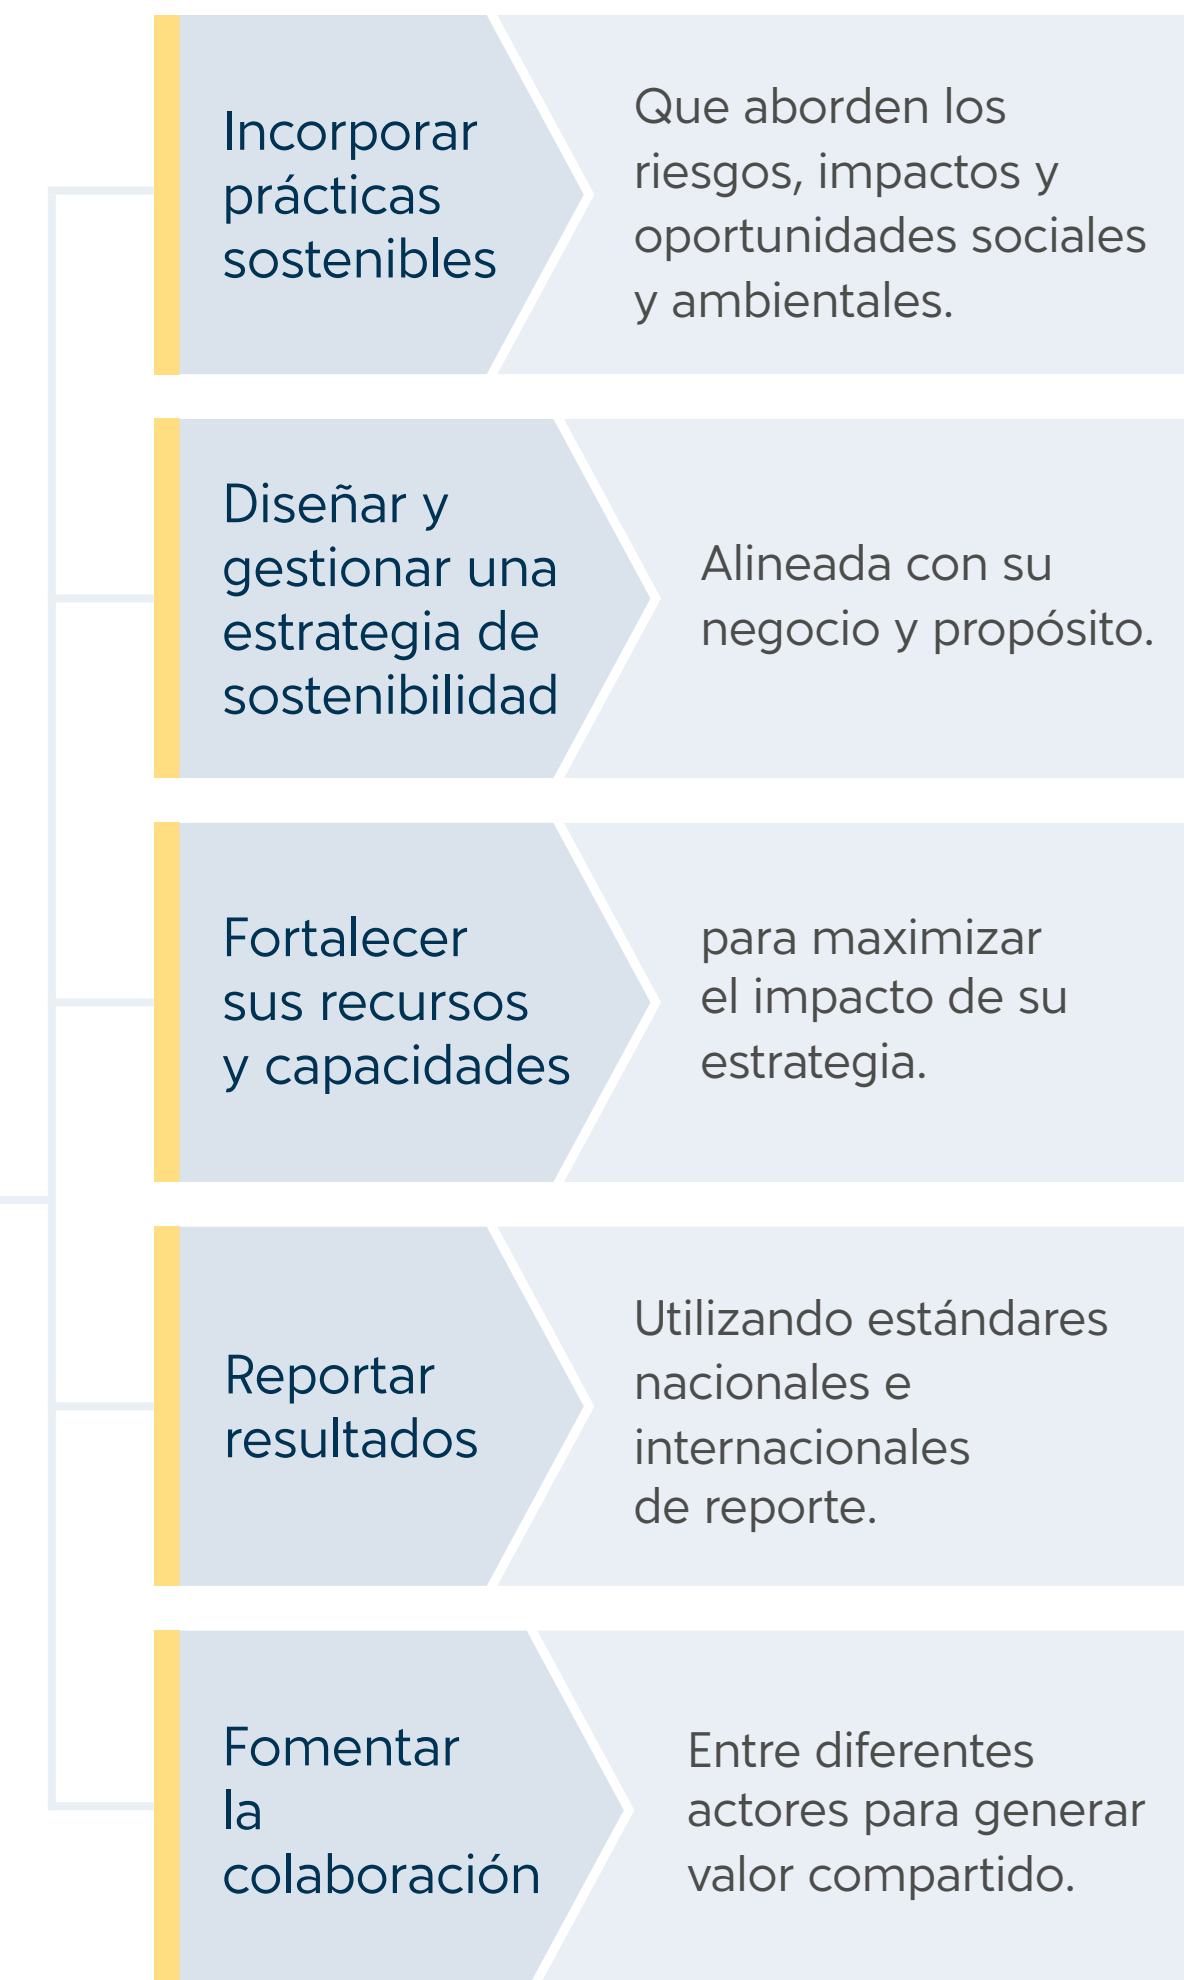 Incorporar
prácticas
sostenibles
Que aborden los
riesgos, impactos y
oportunidades sociales
y ambientales.
Diseñar y
gestionar una
estrategia de
sostenibilidad
Alineada con su
negocio y propósito.
Fortalecer
sus recursos
y capacidades
para maximizar
el impacto de su
estrategia.
Reportar
resultados
Utilizando estándares
nacionales e
internacionales
de reporte.
Fomentar
la
colaboración
Entre diferentes
actores para generar
valor compartido.